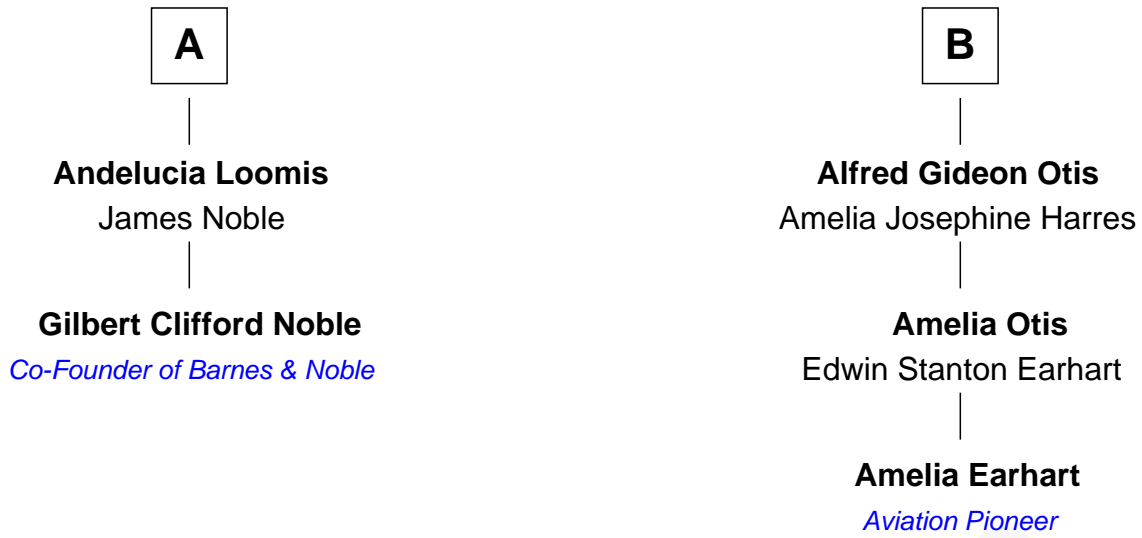 A
Andelucia Loomis
James Noble
Gilbert Clifford Noble
Co-Founder of Barnes & Noble
B
Alfred Gideon Otis
Amelia Josephine Harres
Amelia Otis
Edwin Stanton Earhart
Amelia Earhart
Aviation Pioneer